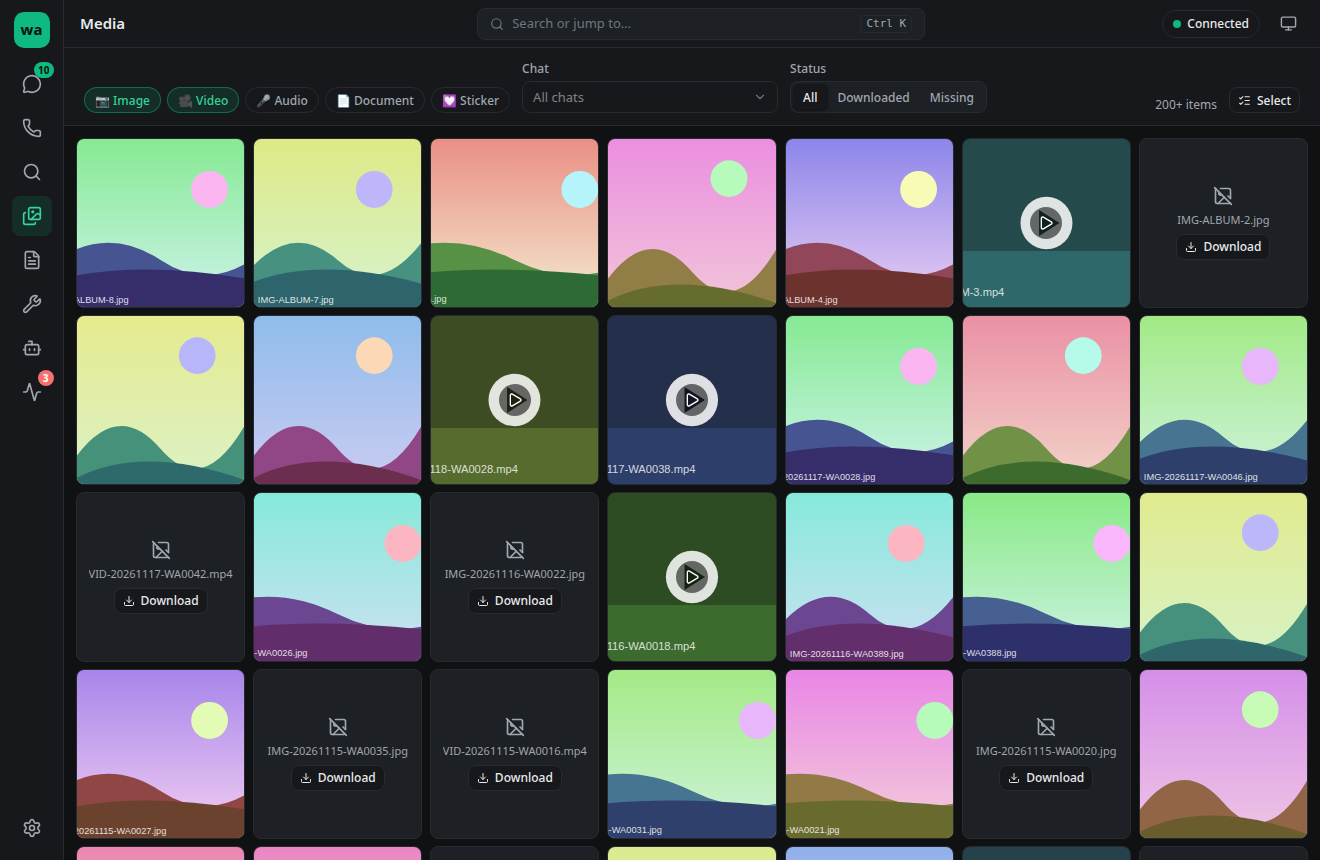 wa
Media
Search or jump to...
Ctrl K
Connected
10
Image
Video
Audio
Document
Sticker
Chat
All chats
Status
All
Downloaded
Missing
200+ items
Select
ALBUM-8.jpg
IMG-ALBUM-7.jpg
.jpg
ALBUM-4.jpg
M-3.mp4
IMG-ALBUM-2.jpg
Download
118-WA0028.mp4
117-WA0038.mp4
20261117-WA0028.jpg
IMG-20261117-WA0046.jpg
3
VID-20261117-WA0042.mp4
Download
-WA0026.jpg
IMG-20261116-WA0022.jpg
Download
116-WA0018.mp4
IMG-20261116-WA0389.jpg
-WA0388.jpg
20261115-WA0027.jpg
IMG-20261115-WA0035.jpg
Download
VID-20261115-WA0016.mp4
Download
-WA0031.jpg
-WA0021.jpg
IMG-20261115-WA0020.jpg
Download